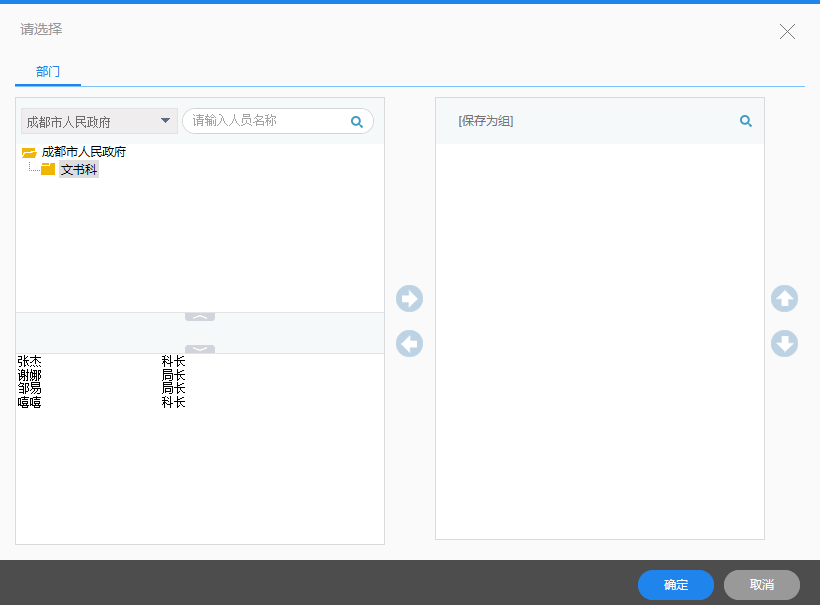 请选择
部门
成都市人民政府 请输入人员名称
成都市人民政府
文书科
张杰 科长
谢娜 局长
邹易 局长
嘻嘻 科长
[保存为组]
确定 取消